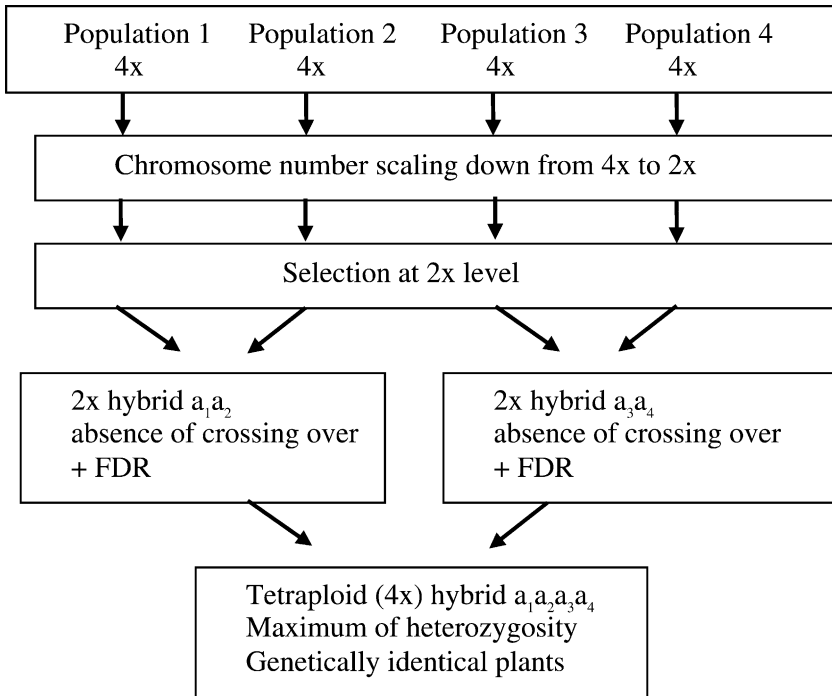 Population 1 Population 2 Population 3 Population 4
4x 4x 4x 4x
Chromosome number scaling down from 4x to 2x
Selection at 2x level
2x hybrid a₁a₂
absence of crossing over
+ FDR
2x hybrid a₃a₄
absence of crossing over
+ FDR
Tetraploid (4x) hybrid a₁a₂a₃a₄
Maximum of heterozygosity
Genetically identical plants